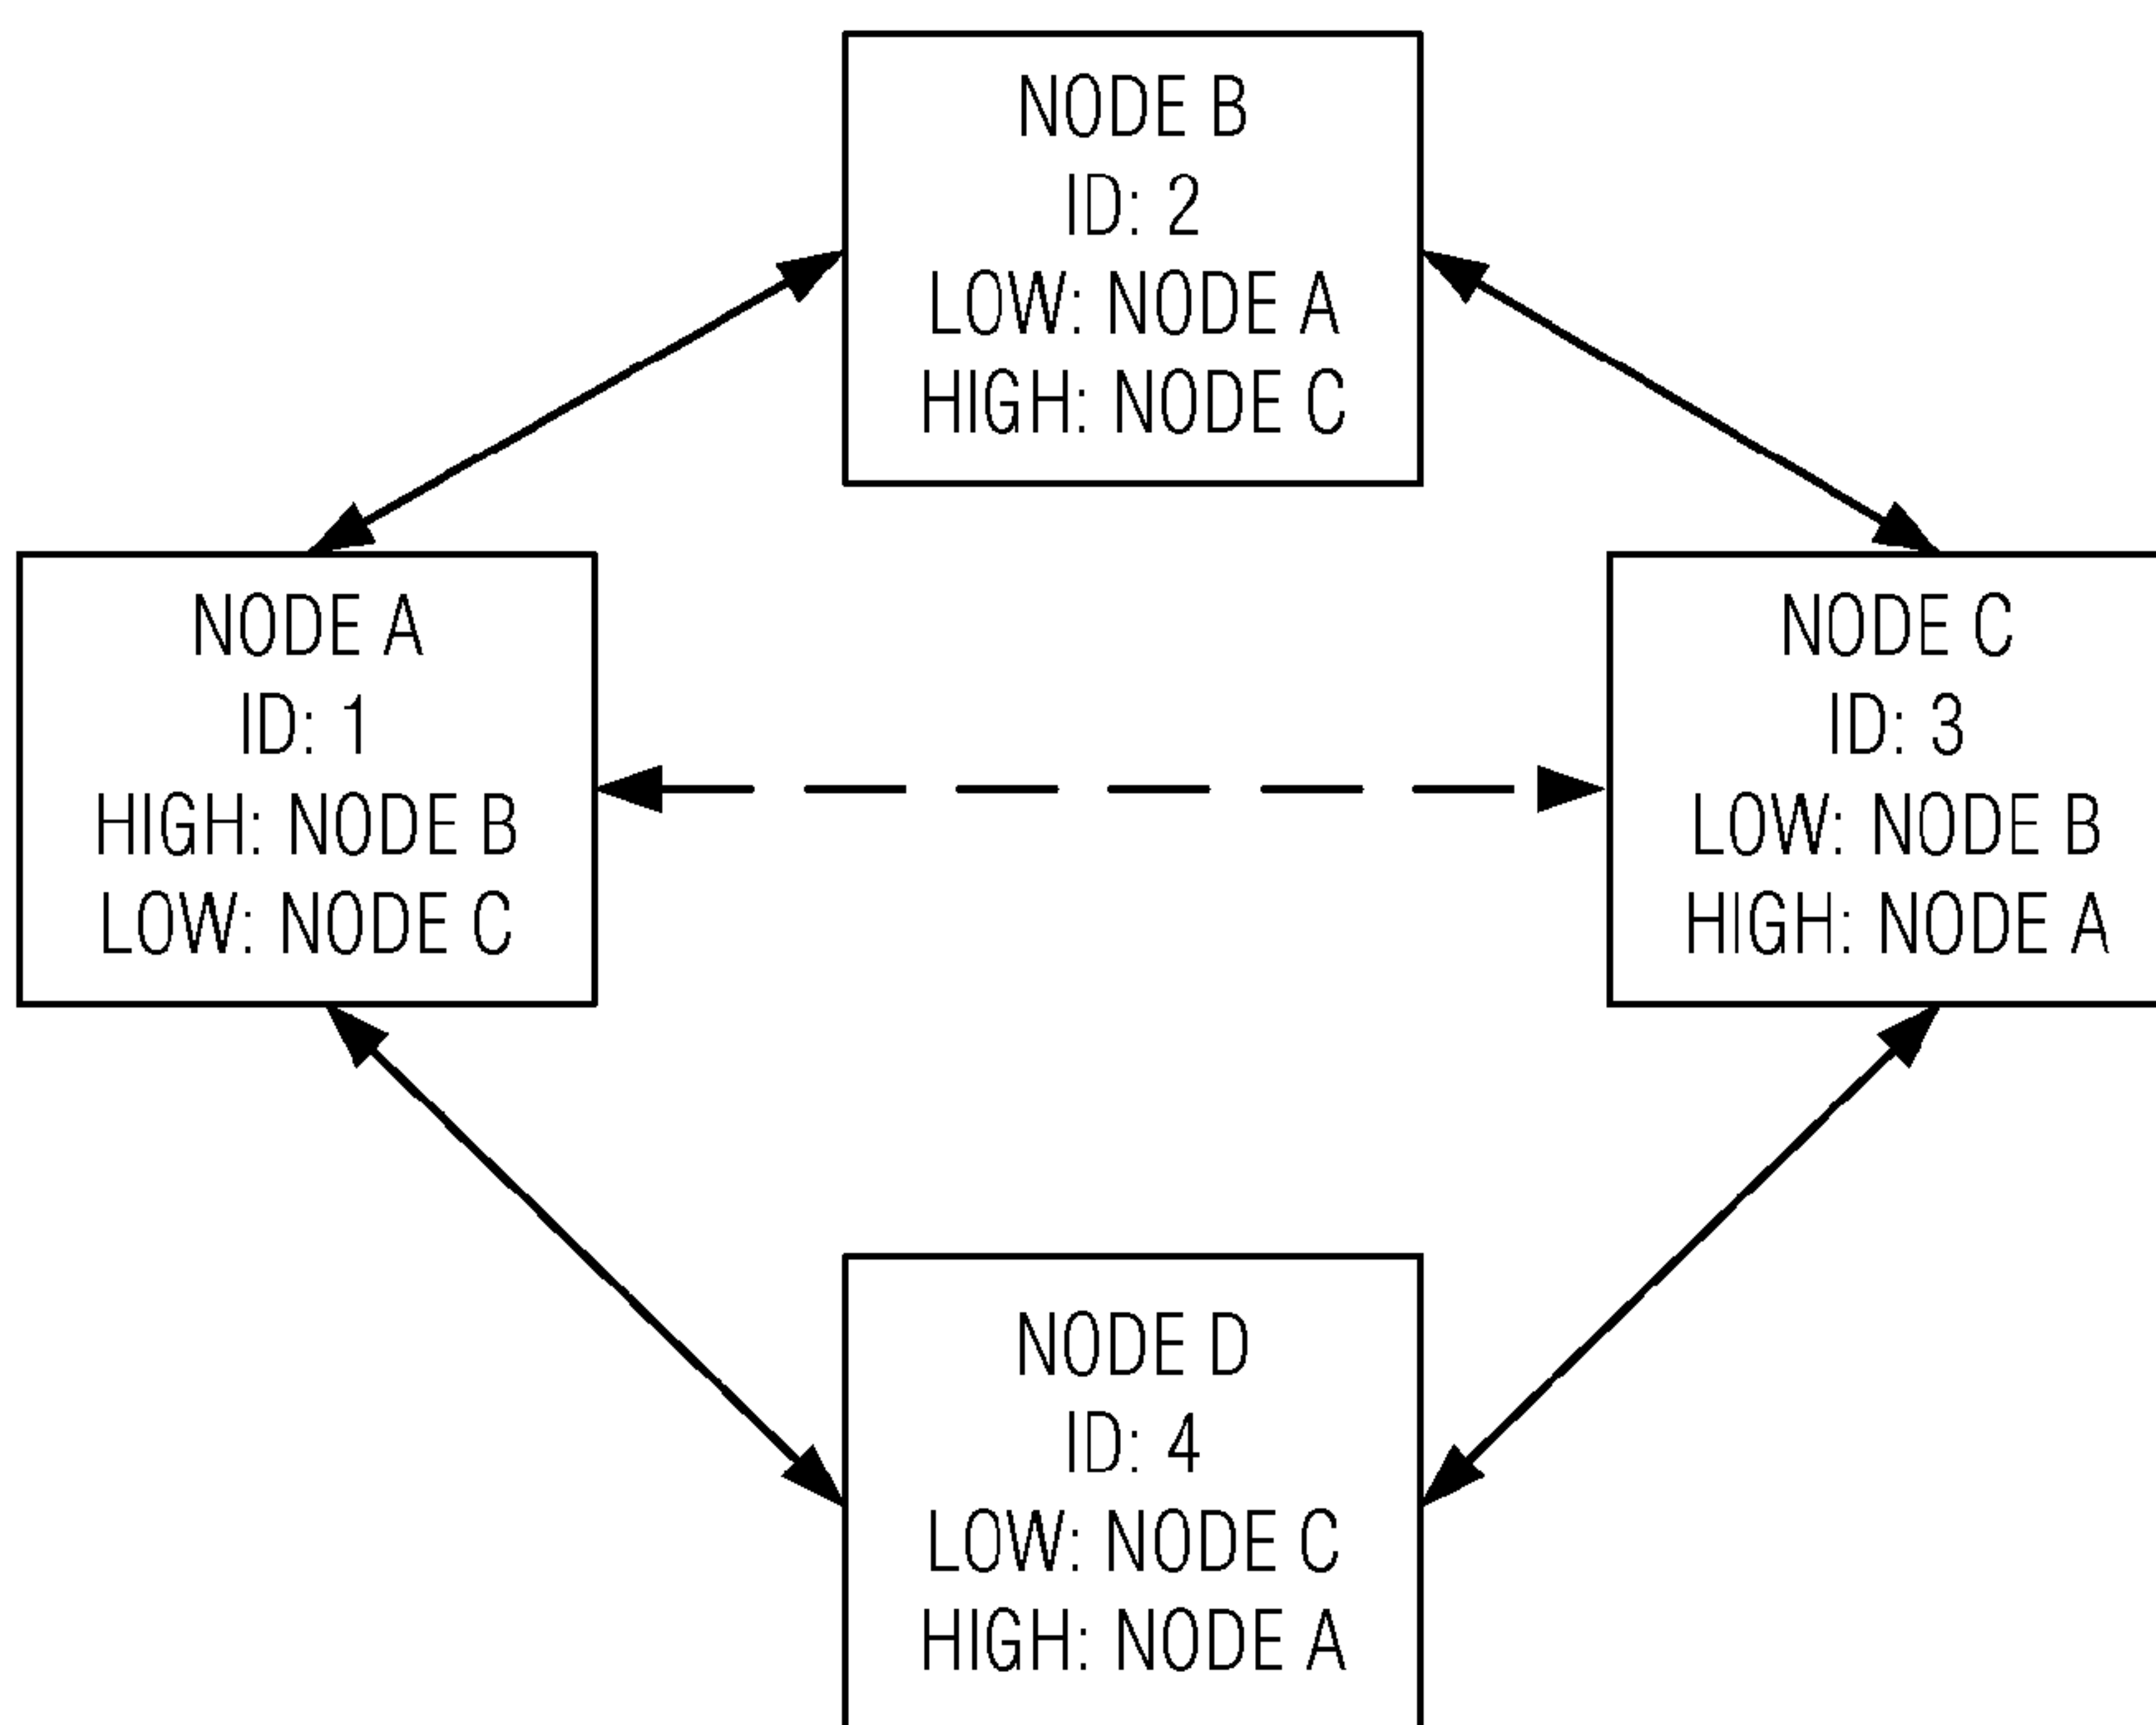 NODE B
ID: 2
LOW: NODE A
HIGH: NODE C
NODE A
ID: 1
HIGH: NODE B
LOW: NODE C
NODE C
ID: 3
LOW: NODE B
HIGH: NODE A
NODE D
ID: 4
LOW: NODE C
HIGH: NODE A